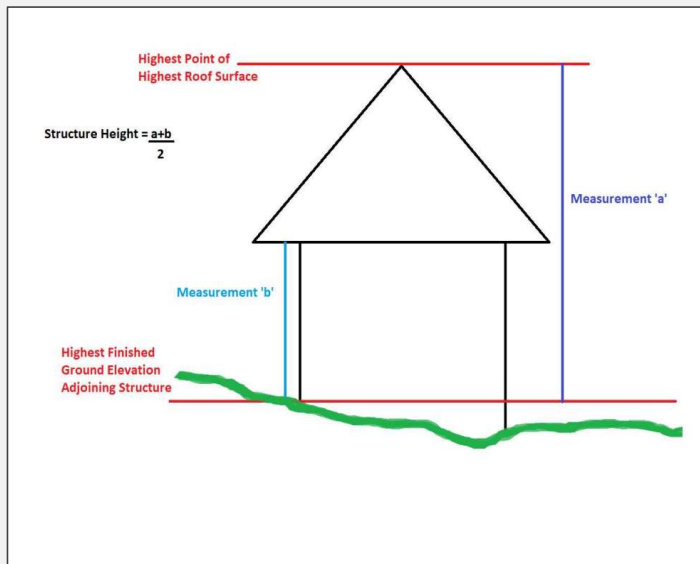 Highest Point of
Highest Roof Surface
Structure Height = a+b
2
Measurement 'a'
Measurement 'b'
Highest Finished
Ground Elevation
Adjoining Structure